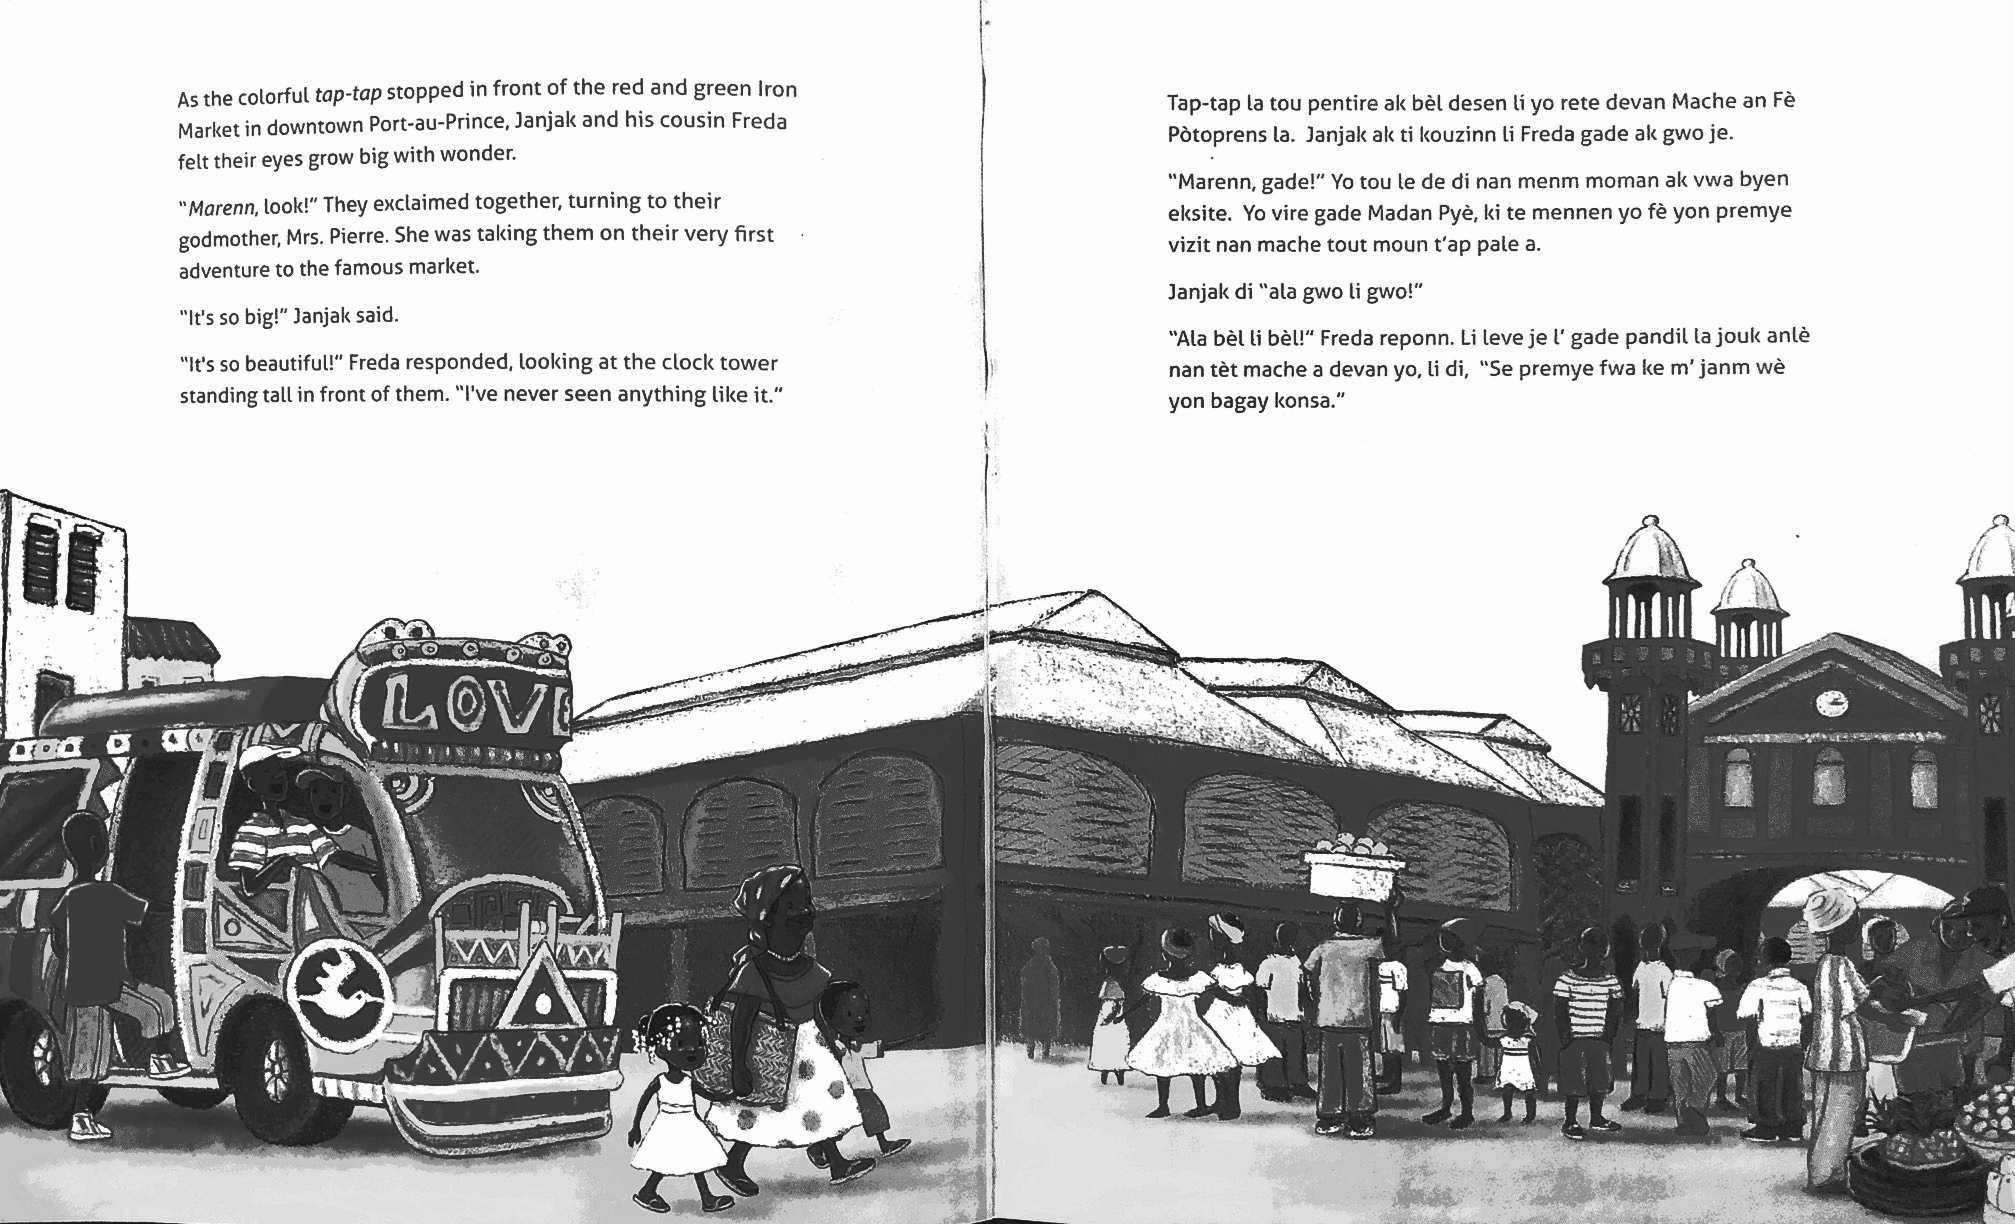 As the colorful tap-tap stopped in front of the red and green Iron
Market in downtown Port-au-Prince, Janjak and his cousin Freda
felt their eyes grow big with wonder.
"Marenn, look!" They exclaimed together, turning to their
godmother, Mrs. Pierre. She was taking them on their very first
adventure to the famous market.
"It's so big!" Janjak said.
"It's so beautiful!" Freda responded, looking at the clock tower
standing tall in front of them. "I've never seen anything like it."
Tap-tap la tou pentire ak bèl desen li yo rete devan Mache an Fè
Pòtoprens la. Janjak ak ti kouzinn li Freda gade ak gwo je.
"Marenn, gade!" Yo tou le de di nan menm moman ak vwa byen
eksite. Yo vire gade Madan Pyè, ki te mennen yo fè yon premye
vizit nan mache tout moun t'ap pale a.
Janjak di "ala gwo li gwo!"
"Ala bèl li bèl!" Freda reponn. Li leve je l' gade pandil la jouk anlè
nan tèt mache a devan yo, li di, "Se premye fwa ke m' janm wè
yon bagay konsa."
LOVE